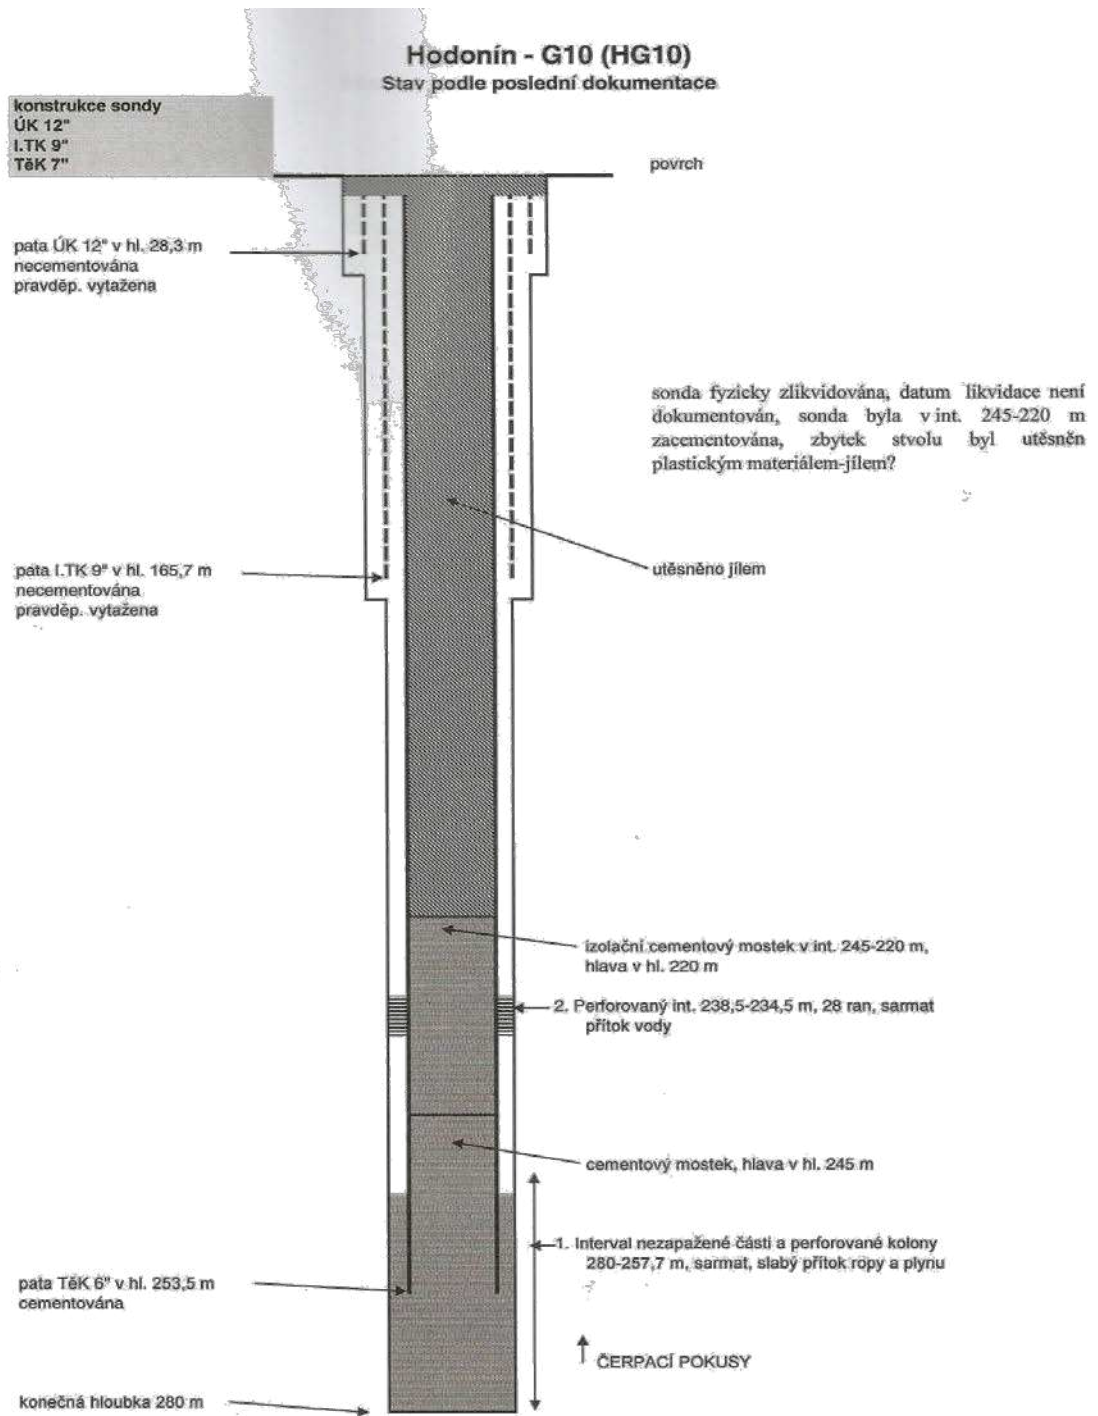 Hodonín - G10 (HG10)
Stav podle poslední dokumentace
konstrukce sondy
ÚK 12"
I.TK 9"
TěK 7"
povrch
pata ÚK 12" v hl. 28,3 m
necementována
pravděp. vytažena
sonda fyzicky zlikvidována, datum likvidace není
dokumentován, sonda byla v int. 245-220 m
zacementována, zbytek stvolu byl utěsněn
plastickým materiálem-jílem?
pata I.TK 9" v hl. 165,7 m
necementována
pravděp. vytažena
utěsněno jílem
izolační cementový mostek v int. 245-220 m,
hlava v hl. 220 m
2. Perforovaný int. 238,5-234,5 m, 28 ran, sarmat
přítok vody
cementový mostek, hlava v hl. 245 m
1. Interval nezapažené části a perforované kolony
280-257,7 m, sarmat, slabý přítok ropy a plynu
pata TěK 6" v hl. 253,5 m
cementována
ČERPACÍ POKUSY
konečná hloubka 280 m